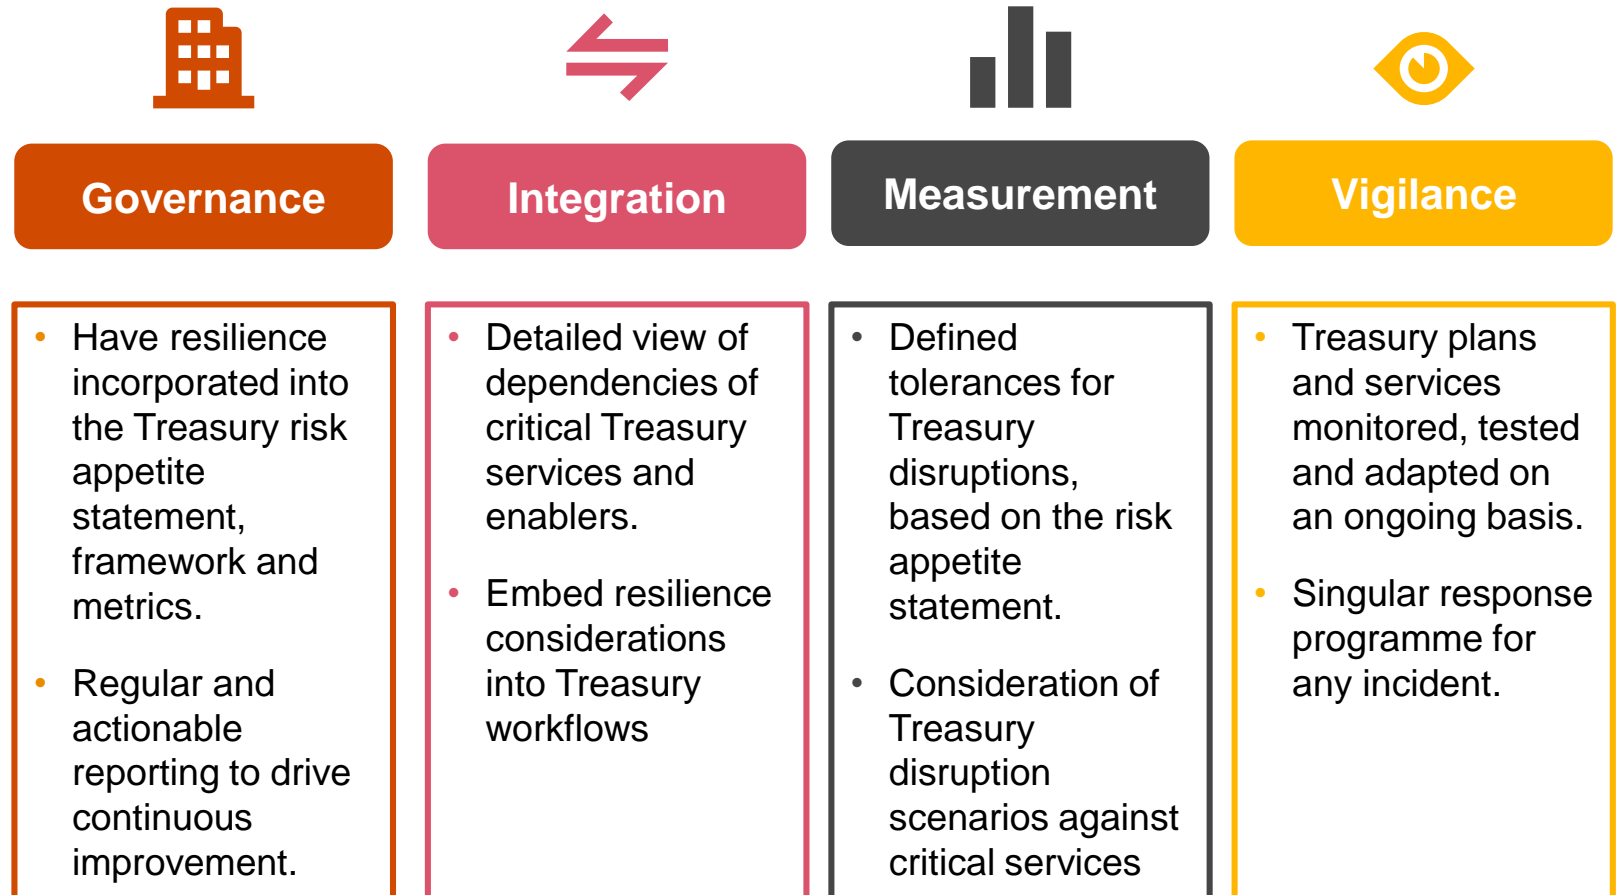 Governance
• Have resilience
incorporated into
the Treasury risk
appetite
statement,
framework and
metrics.
• Regular and
actionable
reporting to drive
continuous
improvement.
Integration
• Detailed view of
dependencies of
critical Treasury
services and
enablers.
• Embed resilience
considerations
into Treasury
workflows
Measurement
• Defined
tolerances for
Treasury
disruptions,
based on the risk
appetite
statement.
• Consideration of
Treasury
disruption
scenarios against
critical services
Vigilance
• Treasury plans
and services
monitored, tested
and adapted on
an ongoing basis.
• Singular response
programme for
any incident.